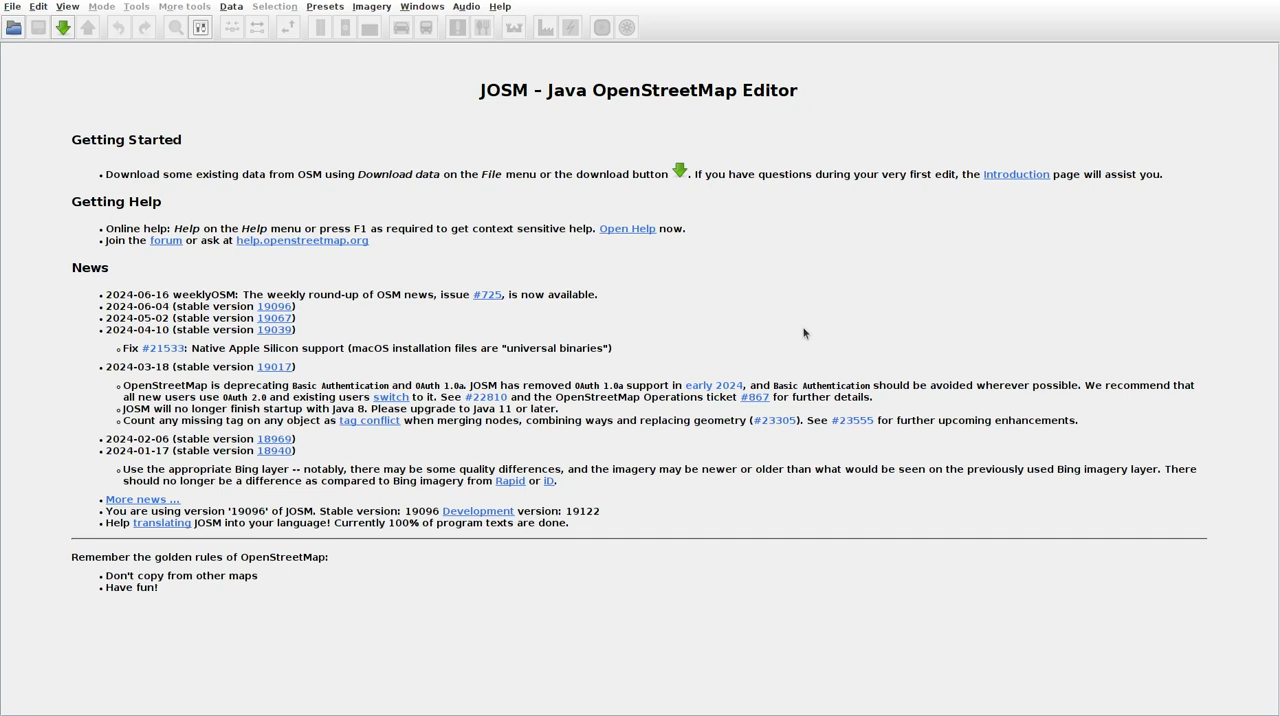 File Edit View Mode Tools More tools Data Selection Presets Imagery Windows Audio Help
JOSM – Java OpenStreetMap Editor
Getting Started
Download some existing data from OSM using Download data on the File menu or the download button . If you have questions during your very first edit, the Introduction page will assist you.
Getting Help
Online help: Help on the Help menu or press F1 as required to get context sensitive help. Open Help now.
Join the forum or ask at help.openstreetmap.org
News
2024-06-16 weeklyOSM: The weekly round-up of OSM news, issue #725, is now available.
2024-06-04 (stable version 19096)
2024-05-02 (stable version 19067)
2024-04-10 (stable version 19039)
Fix #21533: Native Apple Silicon support (macOS installation files are "universal binaries")
2024-03-18 (stable version 19017)
OpenStreetMap is deprecating Basic Authentication and OAuth 1.0a. JOSM has removed OAuth 1.0a support in early 2024, and Basic Authentication should be avoided wherever possible. We recommend that
all new users use OAuth 2.0 and existing users switch to it. See #22810 and the OpenStreetMap Operations ticket #867 for further details.
JOSM will no longer finish startup with Java 8. Please upgrade to Java 11 or later.
Count any missing tag on any object as tag conflict when merging nodes, combining ways and replacing geometry (#23305). See #23555 for further upcoming enhancements.
2024-02-06 (stable version 18969)
2024-01-17 (stable version 18940)
Use the appropriate Bing layer -- notably, there may be some quality differences, and the imagery may be newer or older than what would be seen on the previously used Bing imagery layer. There
should no longer be a difference as compared to Bing imagery from Rapid or iD.
More news ...
You are using version '19096' of JOSM. Stable version: 19096 Development version: 19122
Help translating JOSM into your language! Currently 100% of program texts are done.
Remember the golden rules of OpenStreetMap:
Don't copy from other maps
Have fun!